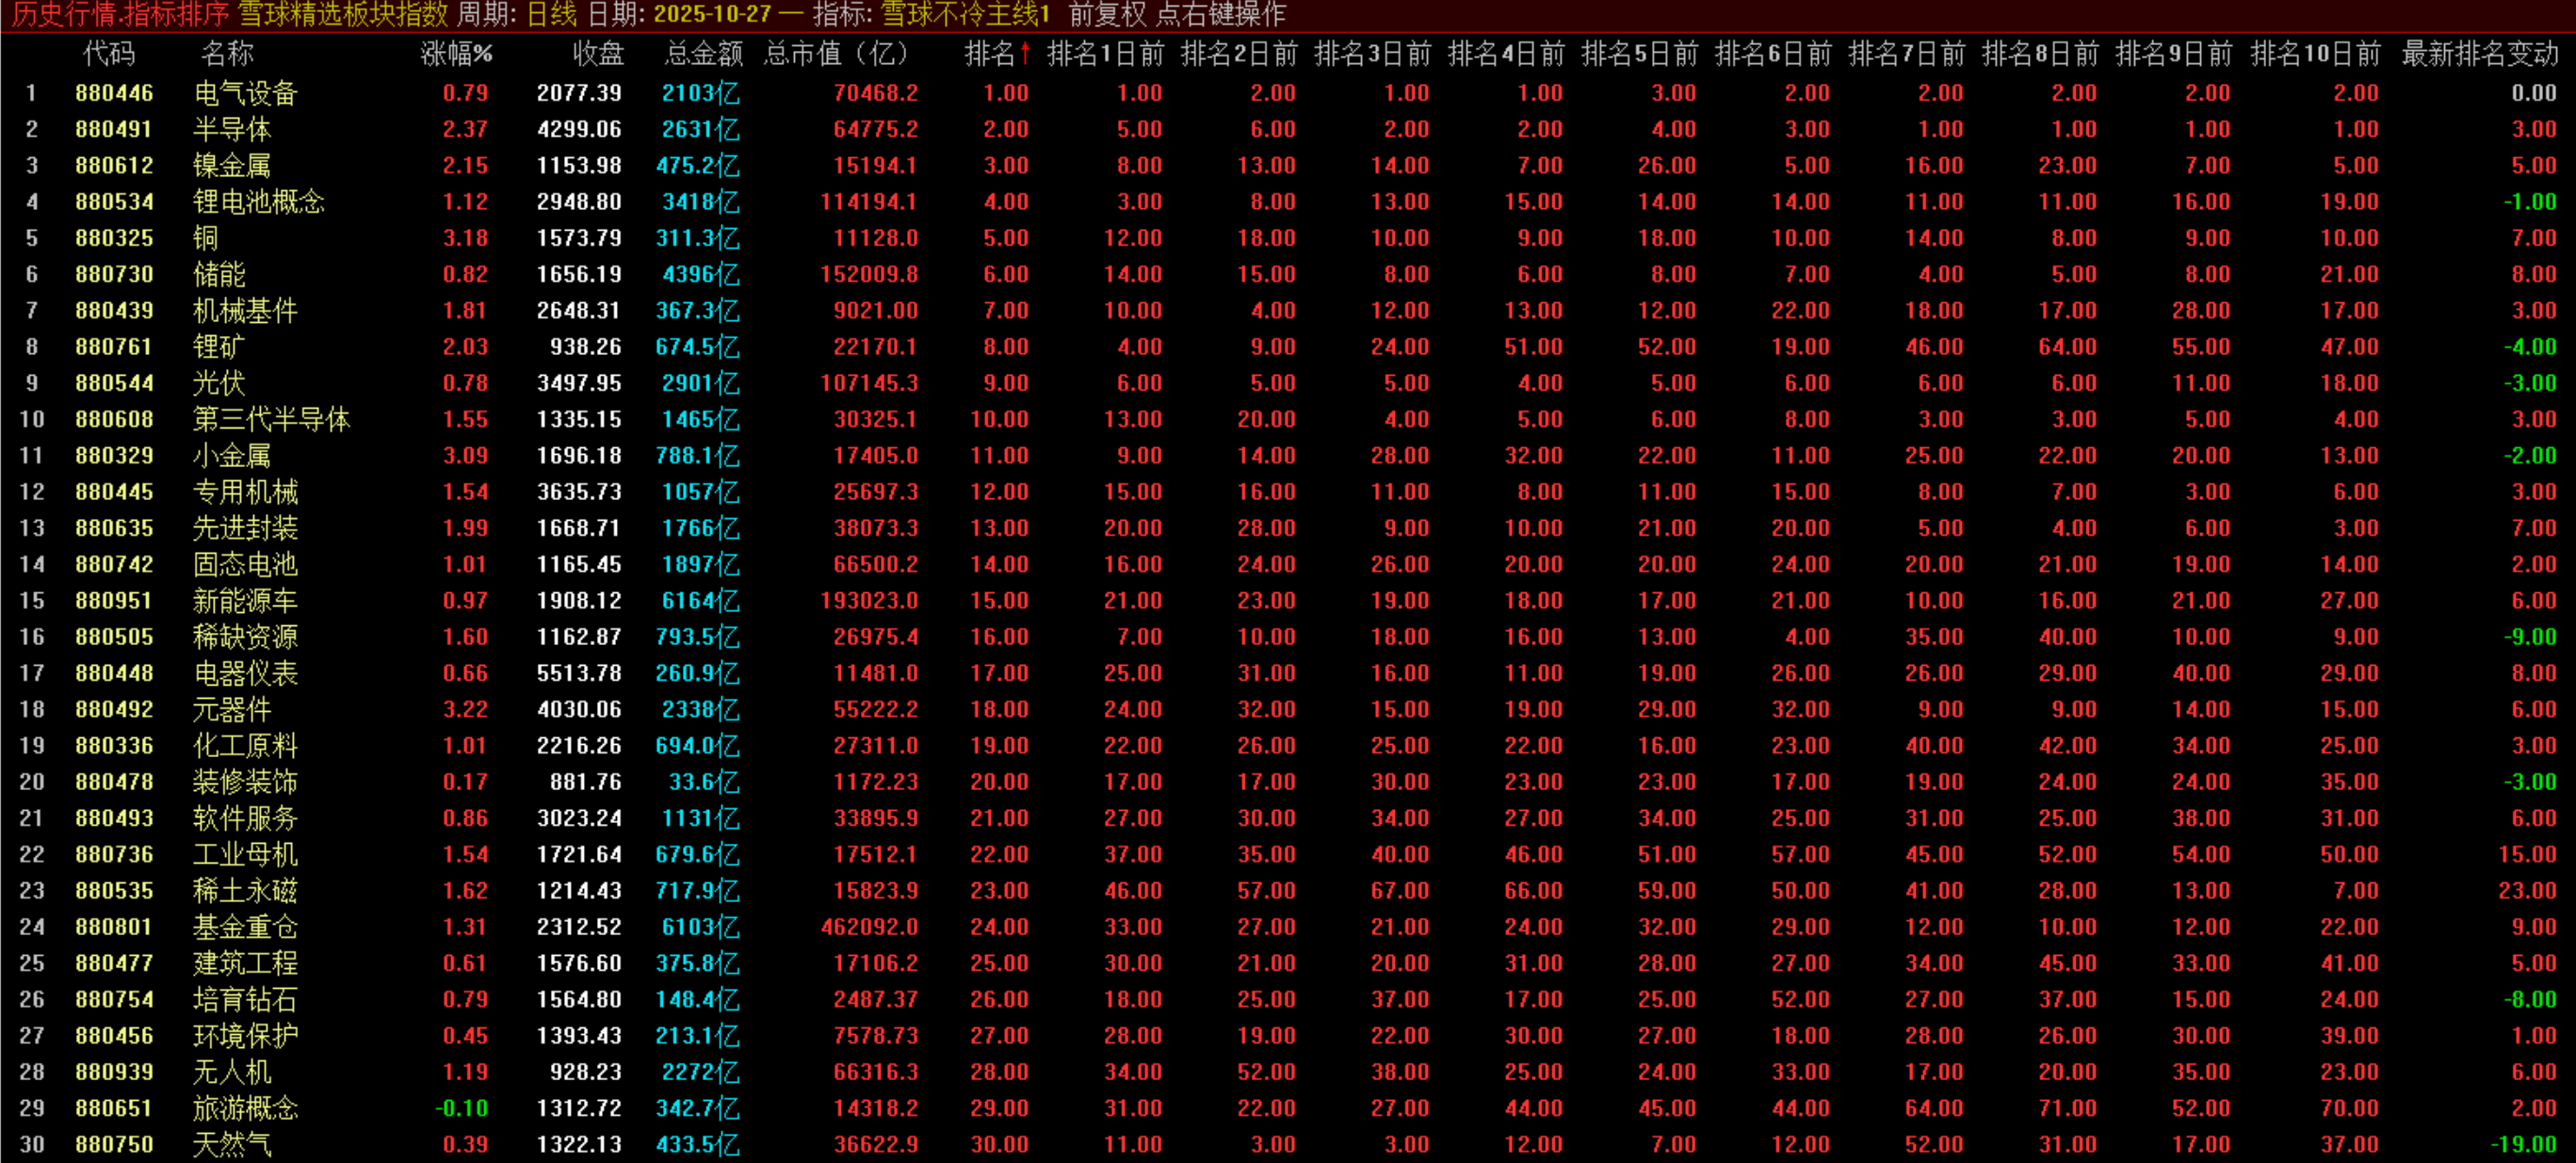 历史行情.指标排序 雪球精选板块指数 周期: 日线 日期: 2025-10-27 一 指标: 雪球不冷主线1 前复权 点右键操作
代码 名称 涨幅% 收盘 总金额 总市值（亿） 排名↑ 排名1日前 排名2日前 排名3日前 排名4日前 排名5日前 排名6日前 排名7日前 排名8日前 排名9日前 排名10日前 最新排名变动
1 880446 电气设备 0.79 2077.39 2103亿 70468.2 1.00 1.00 2.00 1.00 1.00 3.00 2.00 2.00 2.00 2.00 2.00 0.00
2 880491 半导体 2.37 4299.06 2631亿 64775.2 2.00 5.00 6.00 2.00 2.00 4.00 3.00 1.00 1.00 1.00 1.00 3.00
3 880612 镍金属 2.15 1153.98 475.2亿 15194.1 3.00 8.00 13.00 14.00 7.00 26.00 5.00 16.00 23.00 7.00 5.00 5.00
4 880534 锂电池概念 1.12 2948.80 3418亿 114194.1 4.00 3.00 8.00 13.00 15.00 14.00 14.00 11.00 11.00 16.00 19.00 -1.00
5 880325 铜 3.18 1573.79 311.3亿 11128.0 5.00 12.00 18.00 10.00 9.00 18.00 10.00 14.00 8.00 9.00 10.00 7.00
6 880730 储能 0.82 1656.19 4396亿 152009.8 6.00 14.00 15.00 8.00 6.00 8.00 7.00 4.00 5.00 8.00 21.00 8.00
7 880439 机械基件 1.81 2648.31 367.3亿 9021.00 7.00 10.00 4.00 12.00 13.00 12.00 22.00 18.00 17.00 28.00 17.00 3.00
8 880761 锂矿 2.03 938.26 674.5亿 22170.1 8.00 4.00 9.00 24.00 51.00 52.00 19.00 46.00 64.00 55.00 47.00 -4.00
9 880544 光伏 0.78 3497.95 2901亿 107145.3 9.00 6.00 5.00 5.00 4.00 5.00 6.00 6.00 6.00 11.00 18.00 -3.00
10 880608 第三代半导体 1.55 1335.15 1465亿 30325.1 10.00 13.00 20.00 4.00 5.00 6.00 8.00 3.00 3.00 5.00 4.00 3.00
11 880329 小金属 3.09 1696.18 788.1亿 17405.0 11.00 9.00 14.00 28.00 32.00 22.00 11.00 25.00 22.00 20.00 13.00 -2.00
12 880445 专用机械 1.54 3635.73 1057亿 25697.3 12.00 15.00 16.00 11.00 8.00 11.00 15.00 8.00 7.00 3.00 6.00 3.00
13 880635 先进封装 1.99 1668.71 1766亿 38073.3 13.00 20.00 28.00 9.00 10.00 21.00 20.00 5.00 4.00 6.00 3.00 7.00
14 880742 固态电池 1.01 1165.45 1897亿 66500.2 14.00 16.00 24.00 26.00 20.00 20.00 24.00 20.00 21.00 19.00 14.00 2.00
15 880951 新能源车 0.97 1908.12 6164亿 193023.0 15.00 21.00 23.00 19.00 18.00 17.00 21.00 10.00 16.00 21.00 27.00 6.00
16 880505 稀缺资源 1.60 1162.87 793.5亿 26975.4 16.00 7.00 10.00 18.00 16.00 13.00 4.00 35.00 40.00 10.00 9.00 -9.00
17 880448 电器仪表 0.66 5513.78 260.9亿 11481.0 17.00 25.00 31.00 16.00 11.00 19.00 26.00 26.00 29.00 40.00 29.00 8.00
18 880492 元器件 3.22 4030.06 2338亿 55222.2 18.00 24.00 32.00 15.00 19.00 29.00 32.00 9.00 9.00 14.00 15.00 6.00
19 880336 化工原料 1.01 2216.26 694.0亿 27311.0 19.00 22.00 26.00 25.00 22.00 16.00 23.00 40.00 42.00 34.00 25.00 3.00
20 880478 装修装饰 0.17 881.76 33.6亿 1172.23 20.00 17.00 17.00 30.00 23.00 23.00 17.00 19.00 24.00 24.00 35.00 -3.00
21 880493 软件服务 0.86 3023.24 1131亿 33895.9 21.00 27.00 30.00 34.00 27.00 34.00 25.00 31.00 25.00 38.00 31.00 6.00
22 880736 工业母机 1.54 1721.64 679.6亿 17512.1 22.00 37.00 35.00 40.00 46.00 51.00 57.00 45.00 52.00 54.00 50.00 15.00
23 880535 稀土永磁 1.62 1214.43 717.9亿 15823.9 23.00 46.00 57.00 67.00 66.00 59.00 50.00 41.00 28.00 13.00 7.00 23.00
24 880801 基金重仓 1.31 2312.52 6103亿 462092.0 24.00 33.00 27.00 21.00 24.00 32.00 29.00 12.00 10.00 12.00 22.00 9.00
25 880477 建筑工程 0.61 1576.60 375.8亿 17106.2 25.00 30.00 21.00 20.00 31.00 28.00 27.00 34.00 45.00 33.00 41.00 5.00
26 880754 培育钻石 0.79 1564.80 148.4亿 2487.37 26.00 18.00 25.00 37.00 17.00 25.00 52.00 27.00 37.00 15.00 24.00 -8.00
27 880456 环境保护 0.45 1393.43 213.1亿 7578.73 27.00 28.00 19.00 22.00 30.00 27.00 18.00 28.00 26.00 30.00 39.00 1.00
28 880939 无人机 1.19 928.23 2272亿 66316.3 28.00 34.00 52.00 38.00 25.00 24.00 33.00 17.00 20.00 35.00 23.00 6.00
29 880651 旅游概念 -0.10 1312.72 342.7亿 14318.2 29.00 31.00 22.00 27.00 44.00 45.00 44.00 64.00 71.00 52.00 70.00 2.00
30 880750 天然气 0.39 1322.13 433.5亿 36622.9 30.00 11.00 3.00 3.00 12.00 7.00 12.00 52.00 31.00 17.00 37.00 -19.00